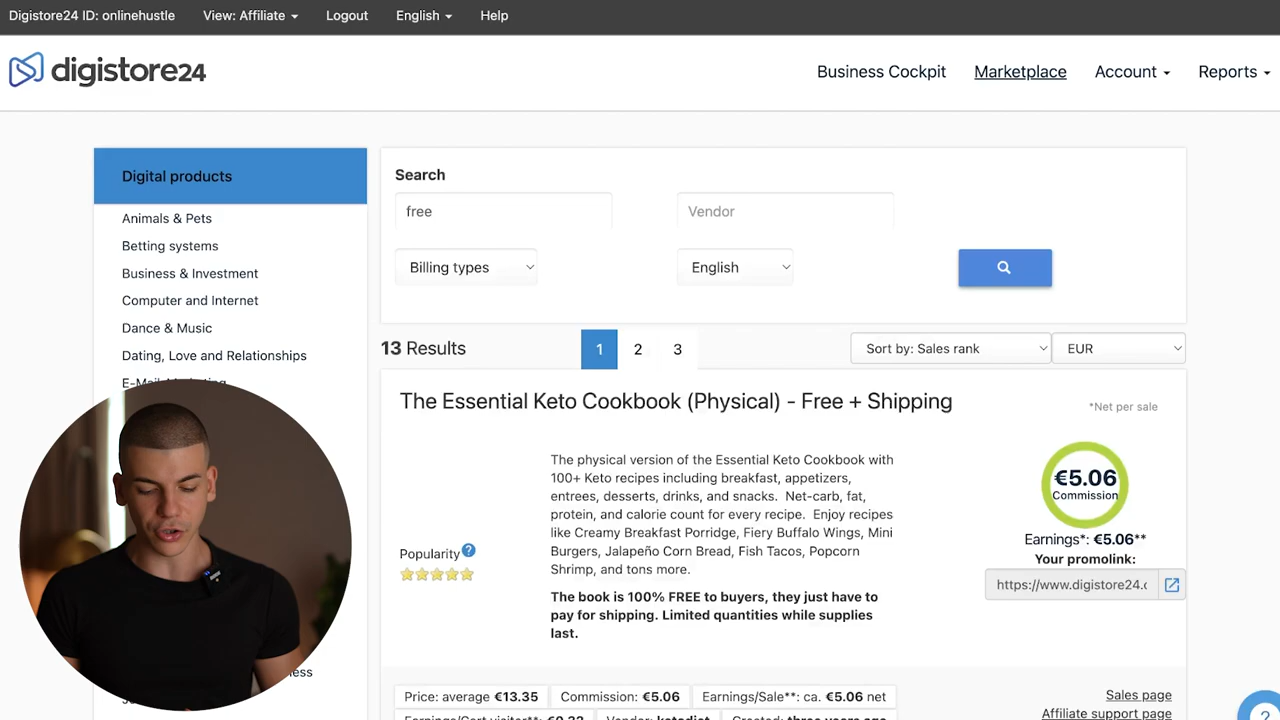 Digistore24 ID: onlinehustle View: Affiliate Logout English Help
digistore24
Business Cockpit Marketplace Account Reports
Digital products
Animals & Pets
Betting systems
Business & Investment
Computer and Internet
Dance & Music
Dating, Love and Relationships
Search
free Vendor
Billing types English
13 Results 1 2 3 Sort by: Sales rank EUR
The Essential Keto Cookbook (Physical) - Free + Shipping
*Net per sale
The physical version of the Essential Keto Cookbook with
100+ Keto recipes including breakfast, appetizers,
entrees, desserts, drinks, and snacks. Net-carb, fat,
protein, and calorie count for every recipe. Enjoy recipes
like Creamy Breakfast Porridge, Fiery Buffalo Wings, Mini
Burgers, Jalapeño Corn Bread, Fish Tacos, Popcorn
Shrimp, and tons more.
The book is 100% FREE to buyers, they just have to
pay for shipping. Limited quantities while supplies
last.
Popularity ?
€5.06
Commission
Earnings*: €5.06**
Your promolink:
https://www.digistore24.c
Price: average €13.35 Commission: €5.06 Earnings/Sale**: ca. €5.06 net
Sales page
Affiliate support page